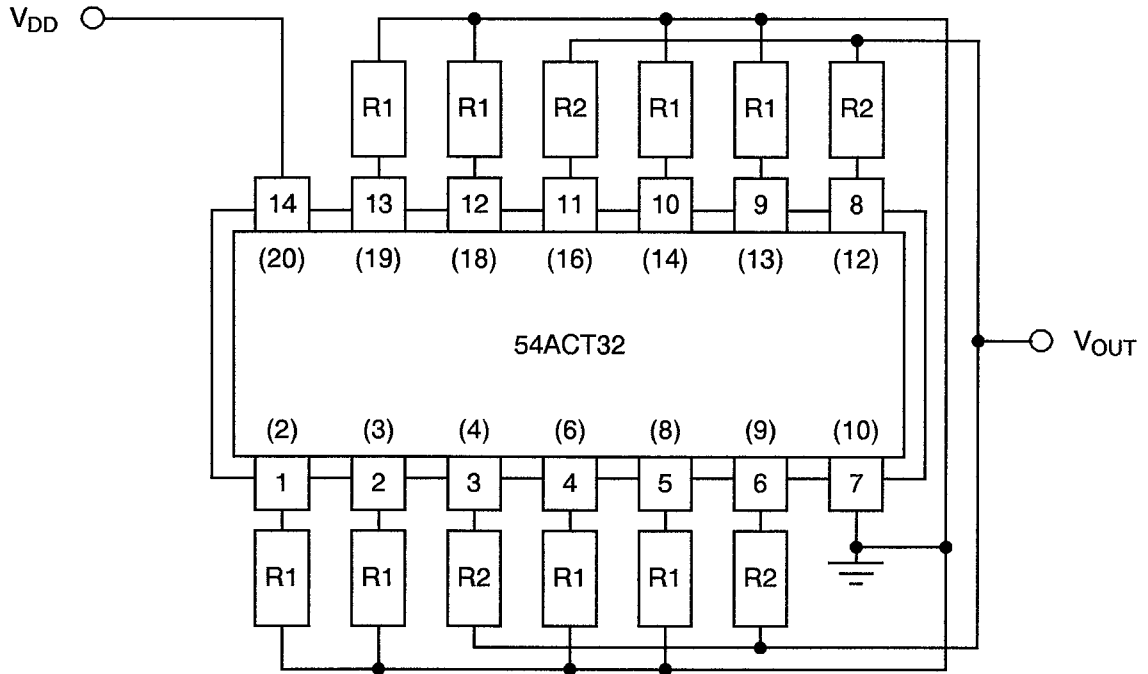 V_DD
R1 R1 R2 R1 R1 R2
14 13 12 11 10 9 8
(20) (19) (18) (16) (14) (13) (12)
54ACT32
V_OUT
(2) (3) (4) (6) (8) (9) (10)
1 2 3 4 5 6 7
R1 R1 R2 R1 R1 R2